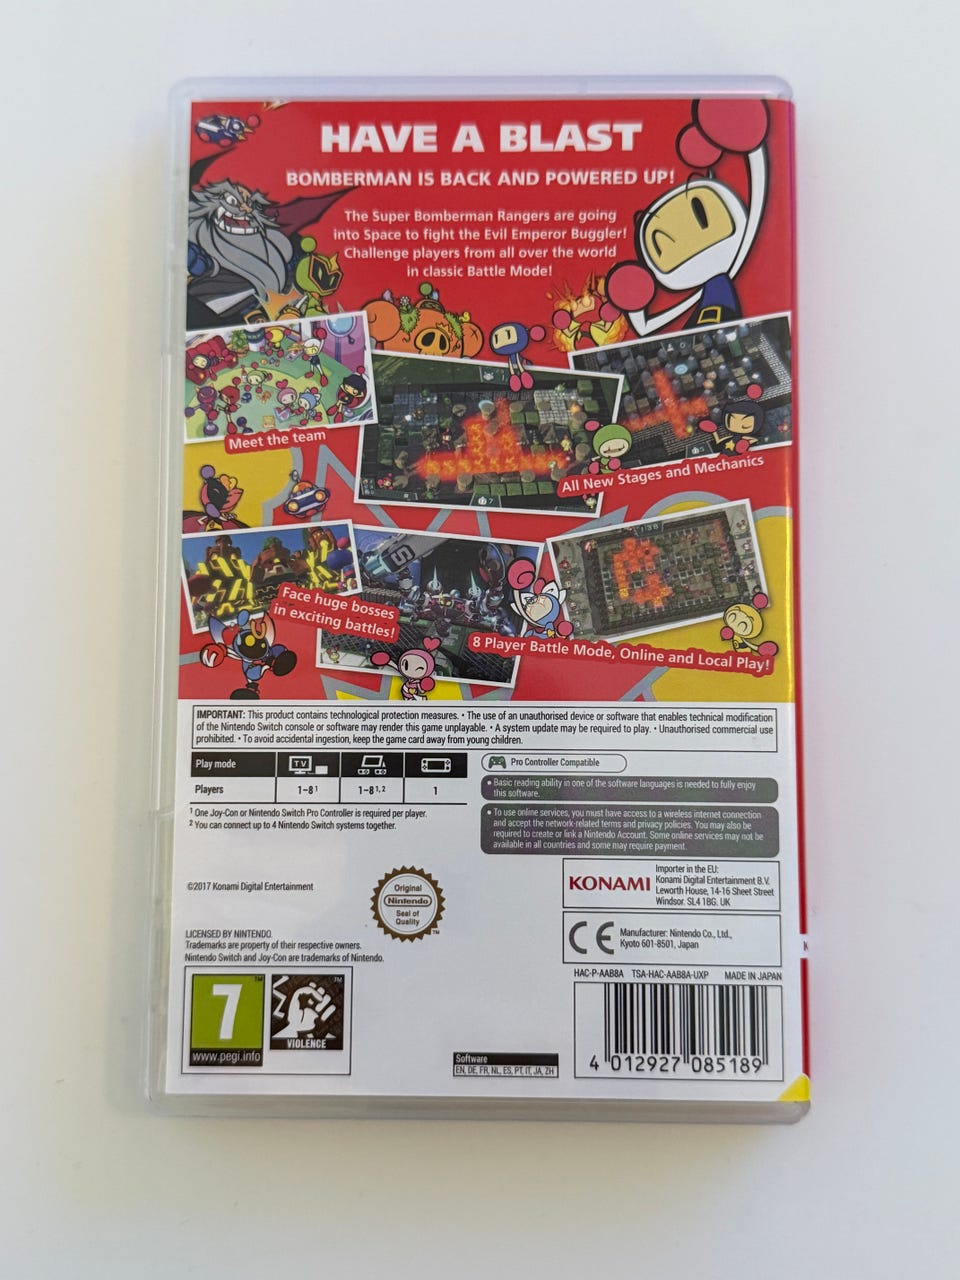 HAVE A BLAST
BOMBERMAN IS BACK AND POWERED UP!
The Super Bomberman Rangers are going
into Space to fight the Evil Emperor Buggler!
Challenge players from all over the world
in classic Battle Mode!
Meet the team
All New Stages and Mechanics
Face huge bosses
in exciting battles!
8 Player Battle Mode, Online and Local Play!
IMPORTANT: This product contains technological protection measures. • The use of an unauthorised device or software that enables technical modification
of the Nintendo Switch console or software may render this game unplayable. • A system update may be required to play. • Unauthorised commercial use
prohibited. • To avoid accidental ingestion, keep the game card away from young children.
Play mode TV
Players 1-8¹ 1-8¹,² 1
¹ One Joy-Con or Nintendo Switch Pro Controller is required per player.
² You can connect up to 4 Nintendo Switch systems together.
Pro Controller Compatible
• Basic reading ability in one of the software languages is needed to fully enjoy
this software.
• To use online services, you must have access to a wireless internet connection
and accept the network-related terms and privacy policies. You may also be
required to create or link a Nintendo Account. Some online services may not be
available in all countries and some may require payment.
©2017 Konami Digital Entertainment
Original
Nintendo
Seal of
Quality
TM
KONAMI
Importer in the EU:
Konami Digital Entertainment B.V.
Leworth House, 14-16 Sheet Street
Windsor. SL4 1BG. UK
CE
Manufacturer: Nintendo Co., Ltd.,
Kyoto 601-8501, Japan
LICENSED BY NINTENDO.
Trademarks are property of their respective owners.
Nintendo Switch and Joy-Con are trademarks of Nintendo.
HAC-P-AAB8A TSA-HAC-AAB8A-UXP MADE IN JAPAN
7
TM
www.pegi.info
TM
VIOLENCE
Software
EN, DE, FR, NL, ES, PT, IT, JA, ZH
4 012927 085189